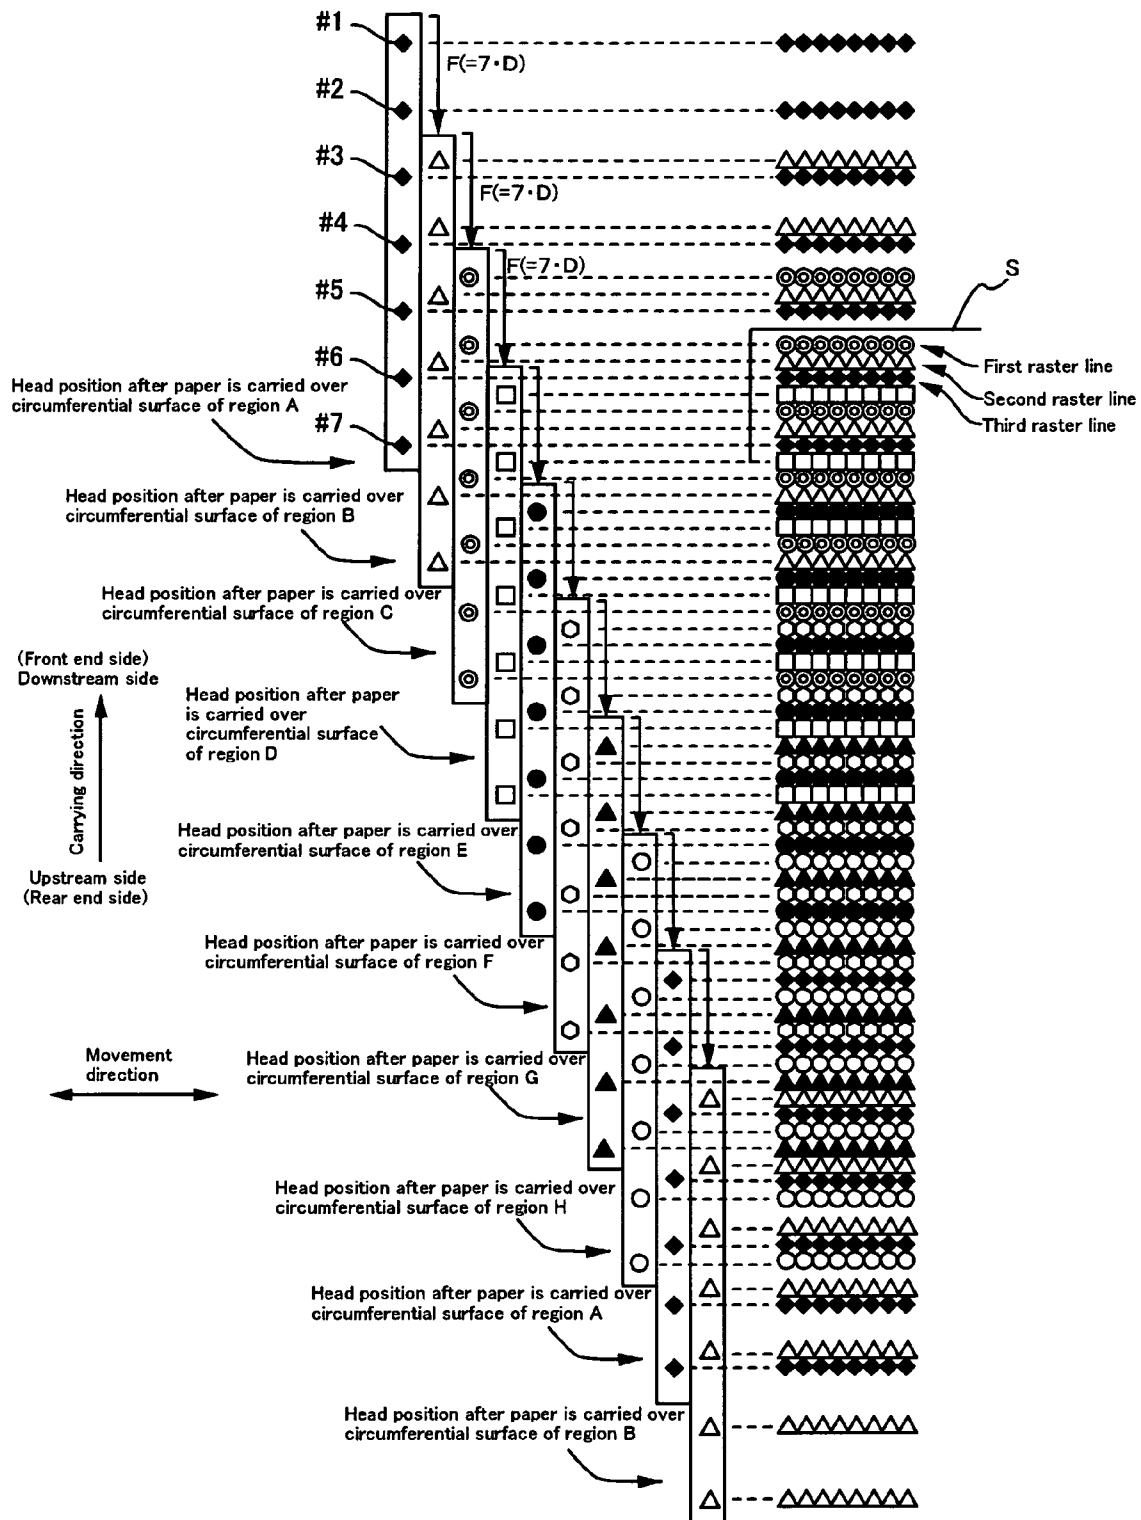 #1
F(=7・D)
#2
#3
F(=7・D)
#4
F(=7・D)
S
#5
#6
First raster line
Second raster line
Third raster line
Head position after paper is carried over
circumferential surface of region A
#7
Head position after paper is carried over
circumferential surface of region B
Head position after paper is carried over
circumferential surface of region C
(Front end side)
Downstream side
Carrying direction
Upstream side
(Rear end side)
Head position after paper
is carried over
circumferential surface
of region D
Head position after paper is carried over
circumferential surface of region E
Head position after paper is carried over
circumferential surface of region F
Movement
direction
Head position after paper is carried over
circumferential surface of region G
Head position after paper is carried over
circumferential surface of region H
Head position after paper is carried over
circumferential surface of region A
Head position after paper is carried over
circumferential surface of region B